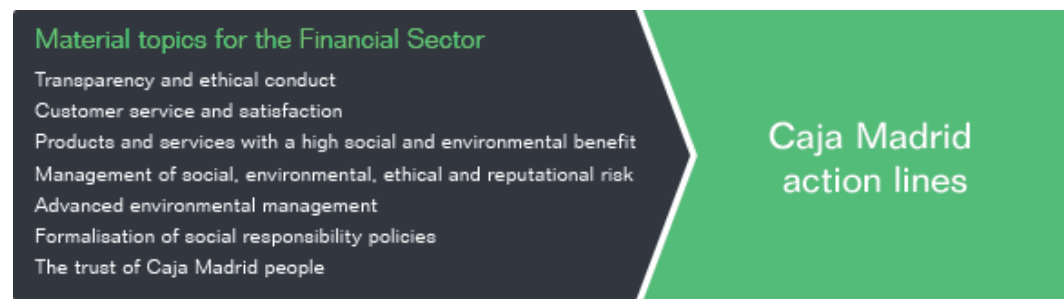 Material topics for the Financial Sector
Transparency and ethical conduct
Customer service and satisfaction
Products and services with a high social and environmental benefit
Management of social, environmental, ethical and reputational risk
Advanced environmental management
Formalisation of social responsibility policies
The trust of Caja Madrid people
Caja Madrid
action lines